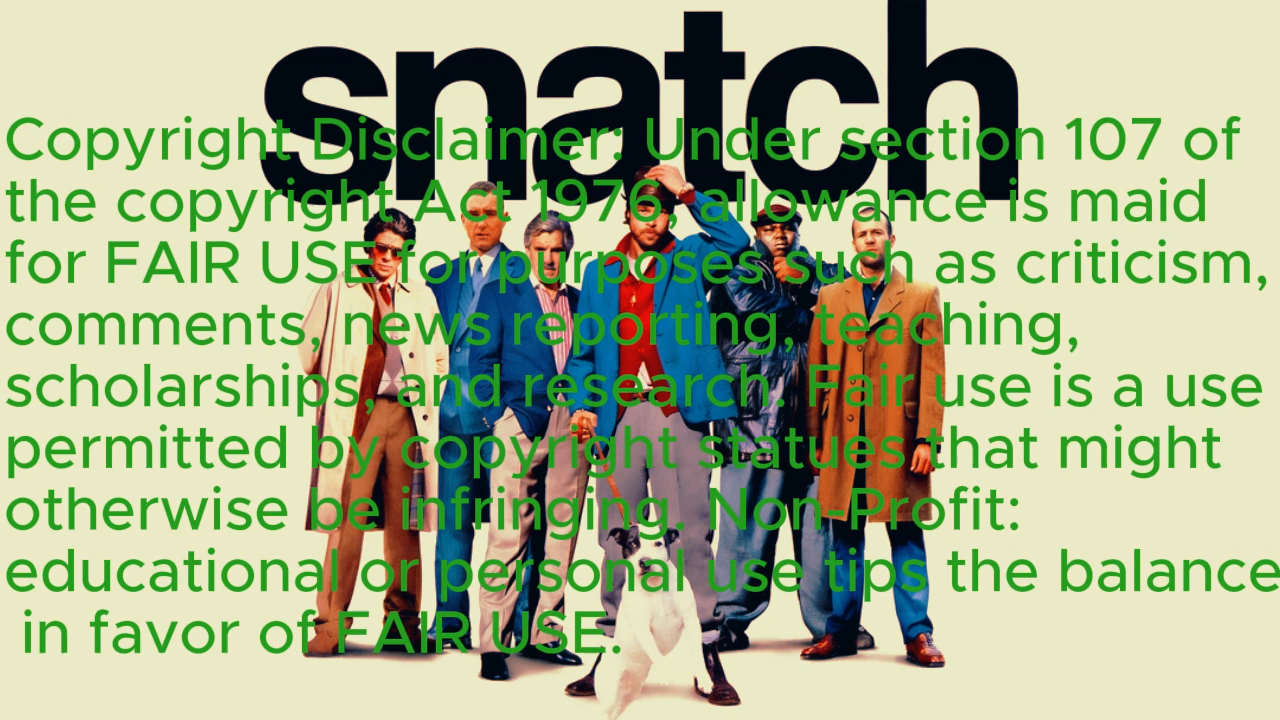 snatch
Copyright Disclaimer: Under section 107 of
the copyright Act 1976, allowance is maid
for FAIR USE for purposes such as criticism,
comments, news reporting, teaching,
scholarships, and research. Fair use is a use
permitted by copyright statues that might
otherwise be infringing. Non-Profit:
educational or personal use tips the balance
in favor of FAIR USE.